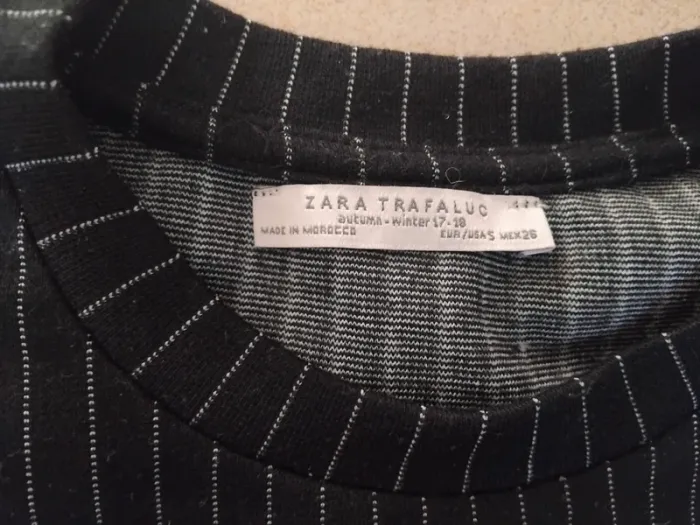 ZARA TRAFALUC
autumn-winter 17-18
MADE IN MOROCCO EUR/USA S MEX 26